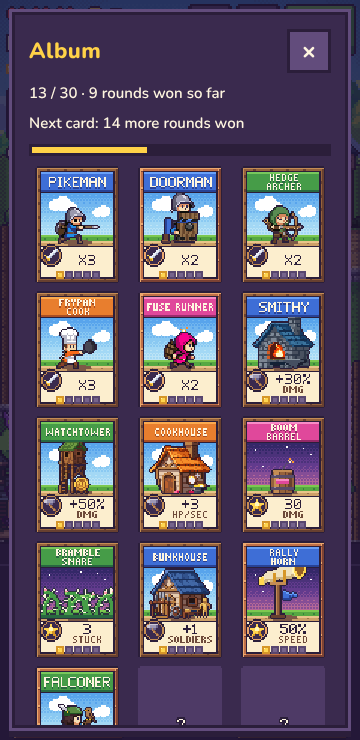 Album
×
13 / 30 · 9 rounds won so far
Next card: 14 more rounds won
PIKEMAN
X3
DOORMAN
X2
HEDGE
ARCHER
X2
FRYPAN
COOK
X3
FUSE RUNNER
X2
SMITHY
+30%
DMG
WATCHTOWER
+50%
DMG
COOKHOUSE
+3
HP/SEC
BOOM
BARREL
30
DMG
BRAMBLE
SNARE
3
STUCK
BUNKHOUSE
+1
SOLDIERS
RALLY
HORN
50%
SPEED
FALCONER
?
?